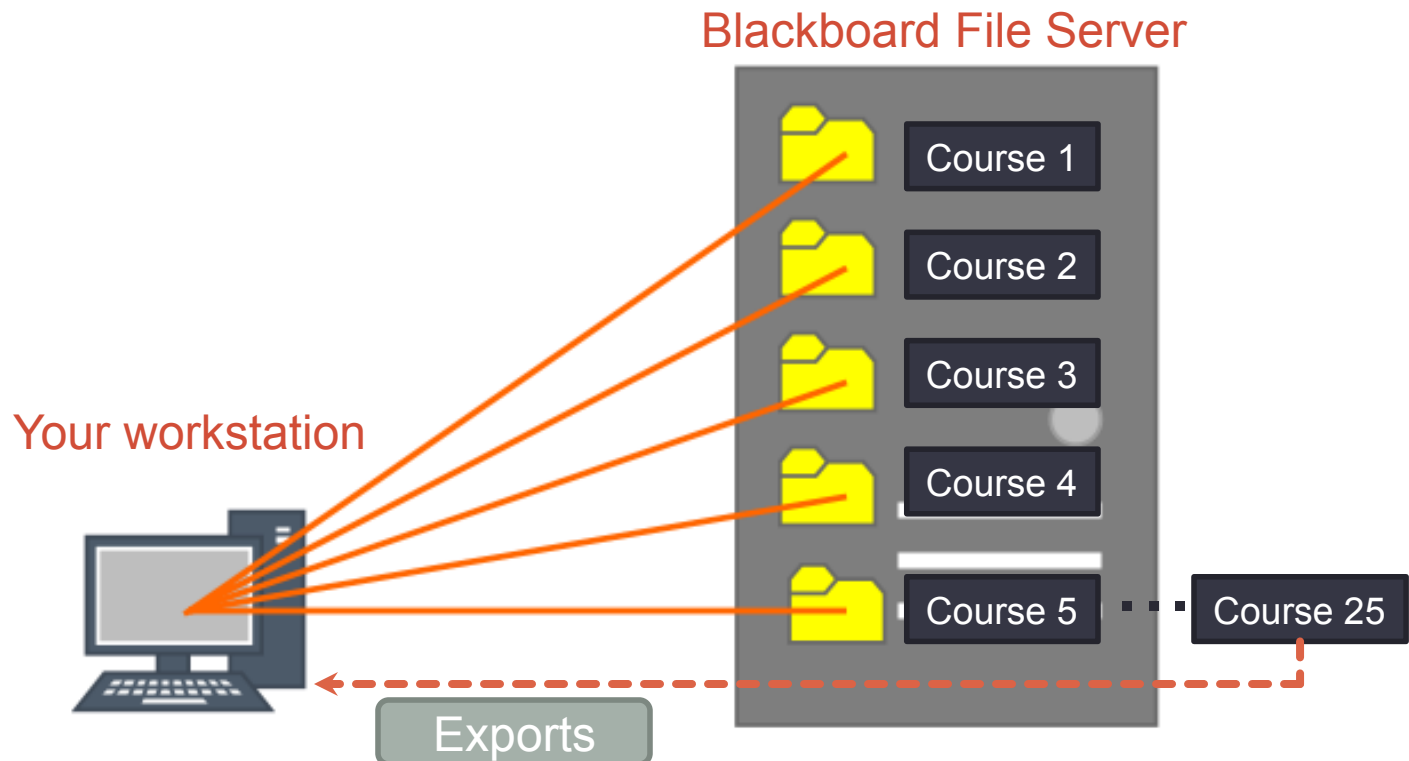 Blackboard File Server
Course 1
Course 2
Course 3
Your workstation
Course 4
Course 5
Course 25
Exports